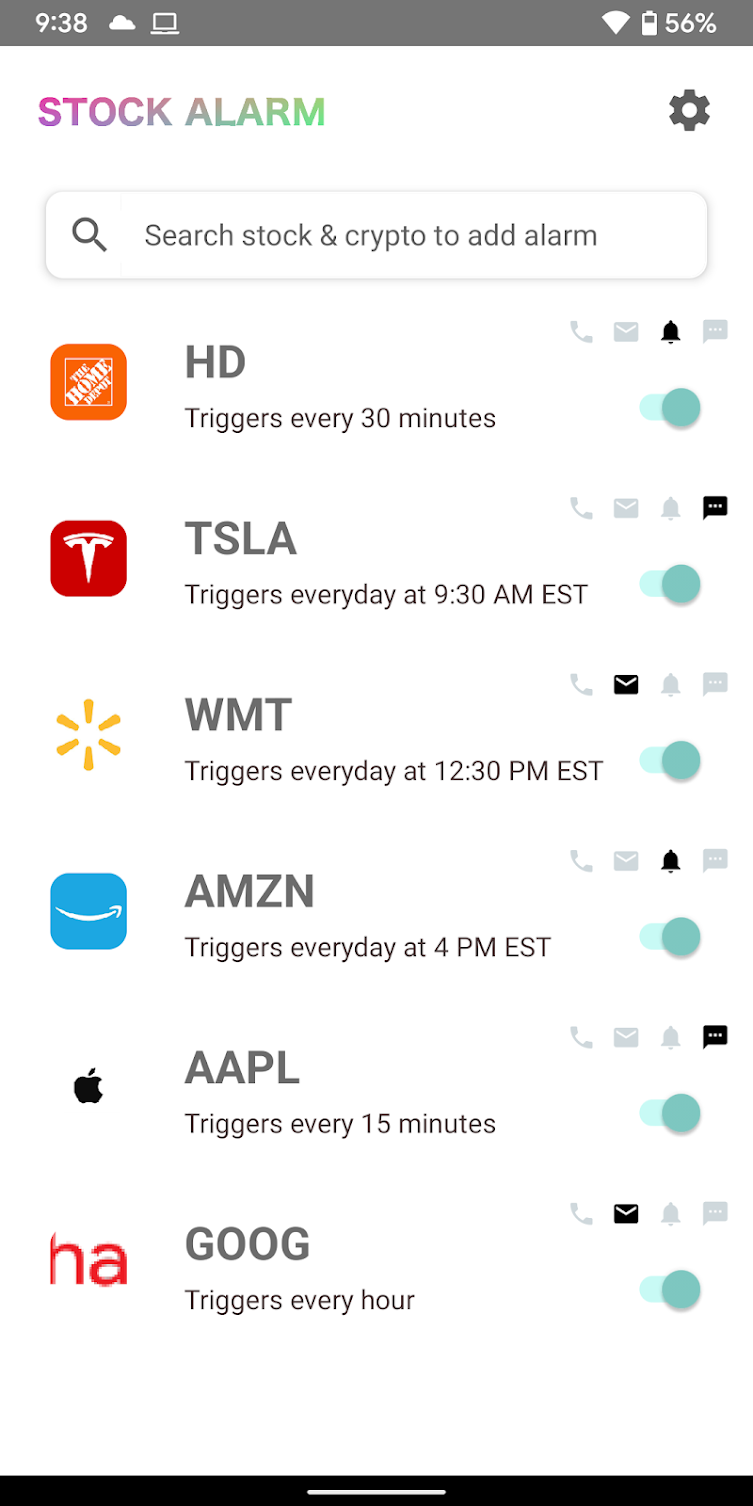 9:38 56%
STOCK ALARM
Search stock & crypto to add alarm
THE
HOME
DEPOT
HD
Triggers every 30 minutes
TSLA
Triggers everyday at 9:30 AM EST
WMT
Triggers everyday at 12:30 PM EST
AMZN
Triggers everyday at 4 PM EST
AAPL
Triggers every 15 minutes
ha
GOOG
Triggers every hour